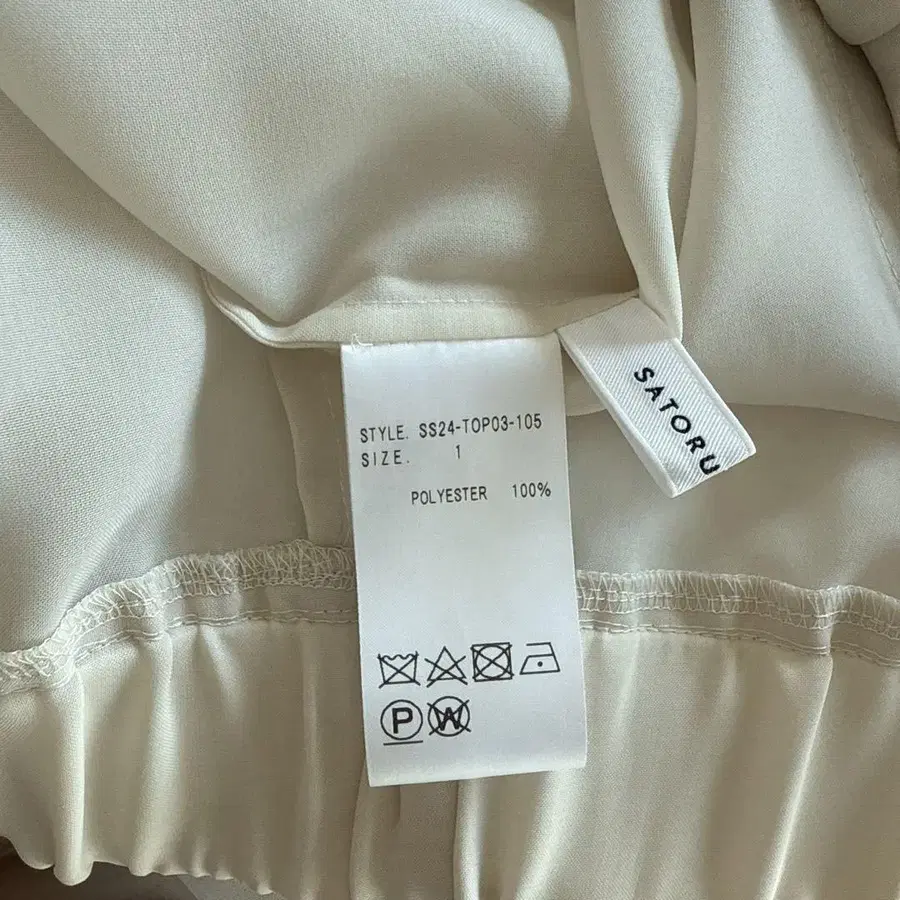 STYLE. SS24-TOP03-105
SIZE. 1
POLYESTER 100%
P
W
SATORU